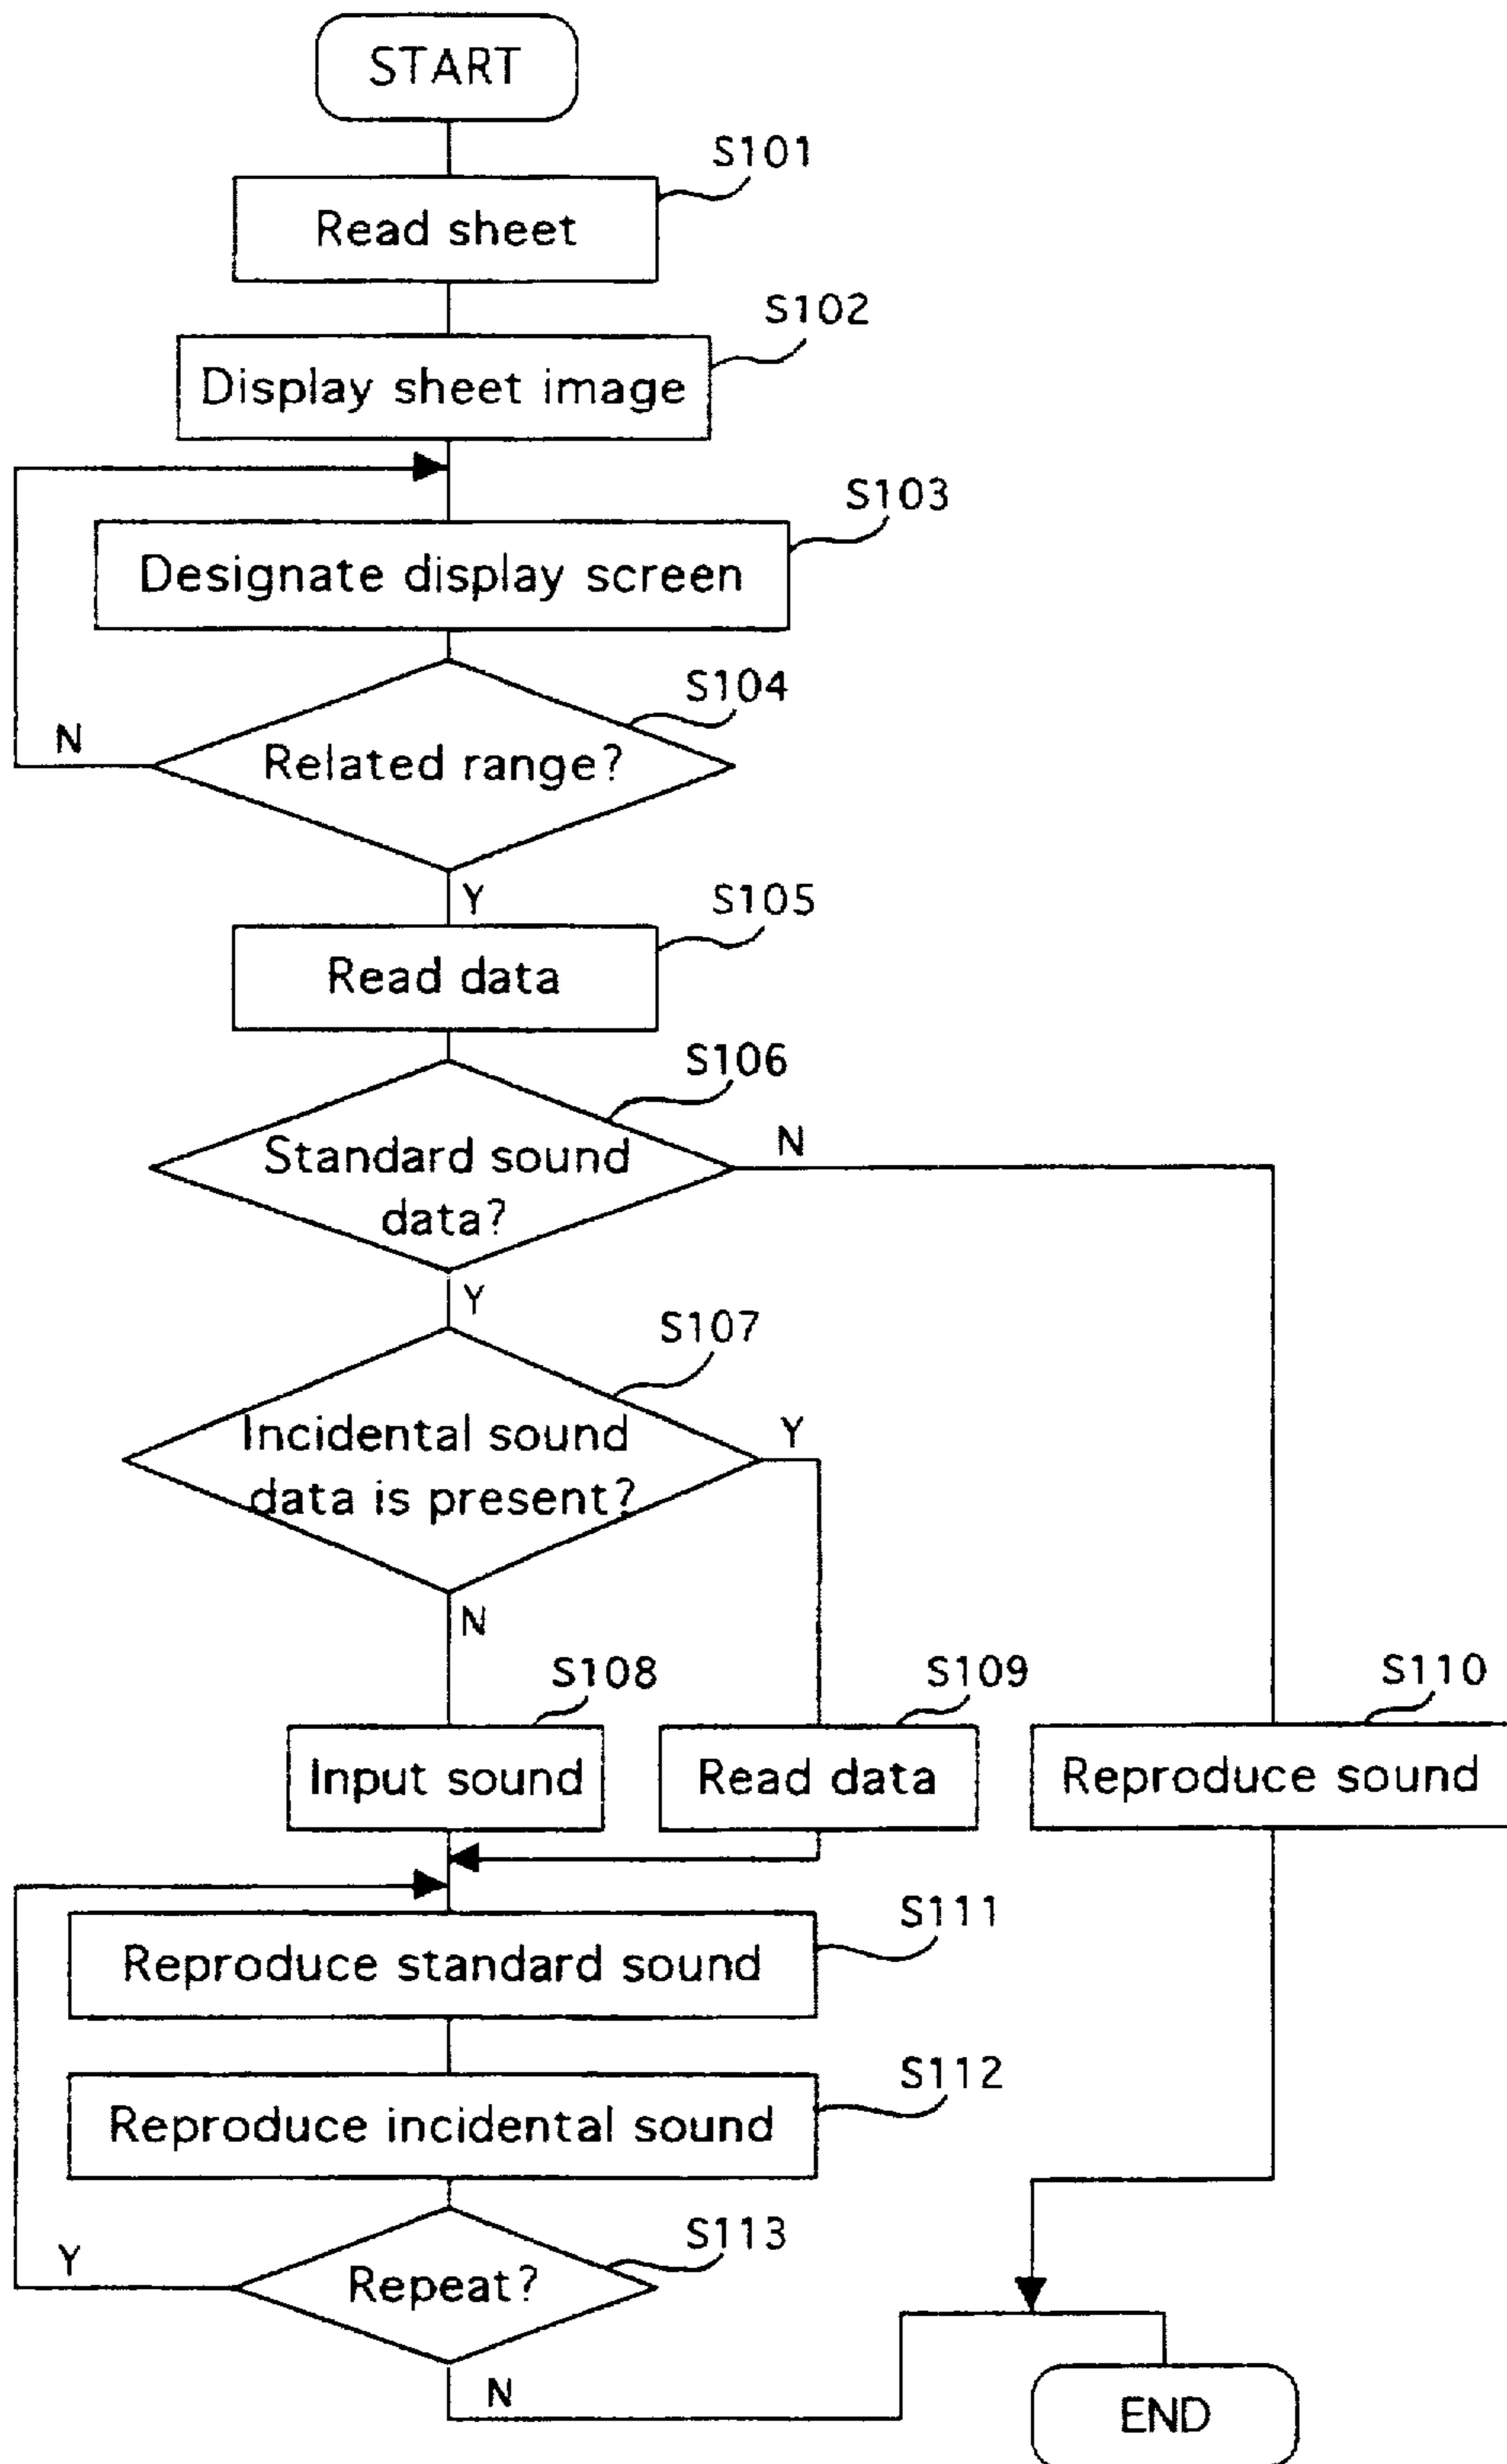 START
S101
Read sheet
S102
Display sheet image
S103
Designate display screen
S104
N
Related range?
Y
S105
Read data
S106
N
Standard sound
data?
Y
S107
Y
Incidental sound
data is present?
N
S108
S109
S110
Input sound
Read data
Reproduce sound
S111
Reproduce standard sound
S112
Reproduce incidental sound
S113
Y
Repeat?
N
END